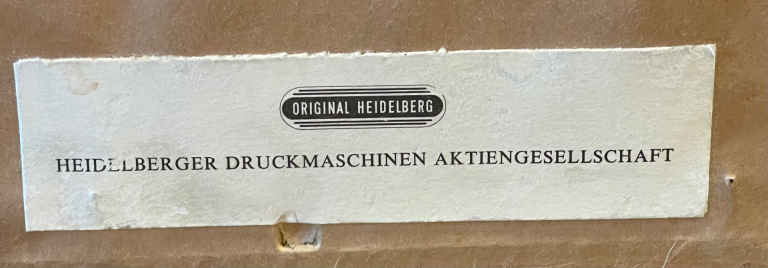 ORIGINAL HEIDELBERG
HEIDELBERGER DRUCKMASCHINEN AKTIENGESELLSCHAFT